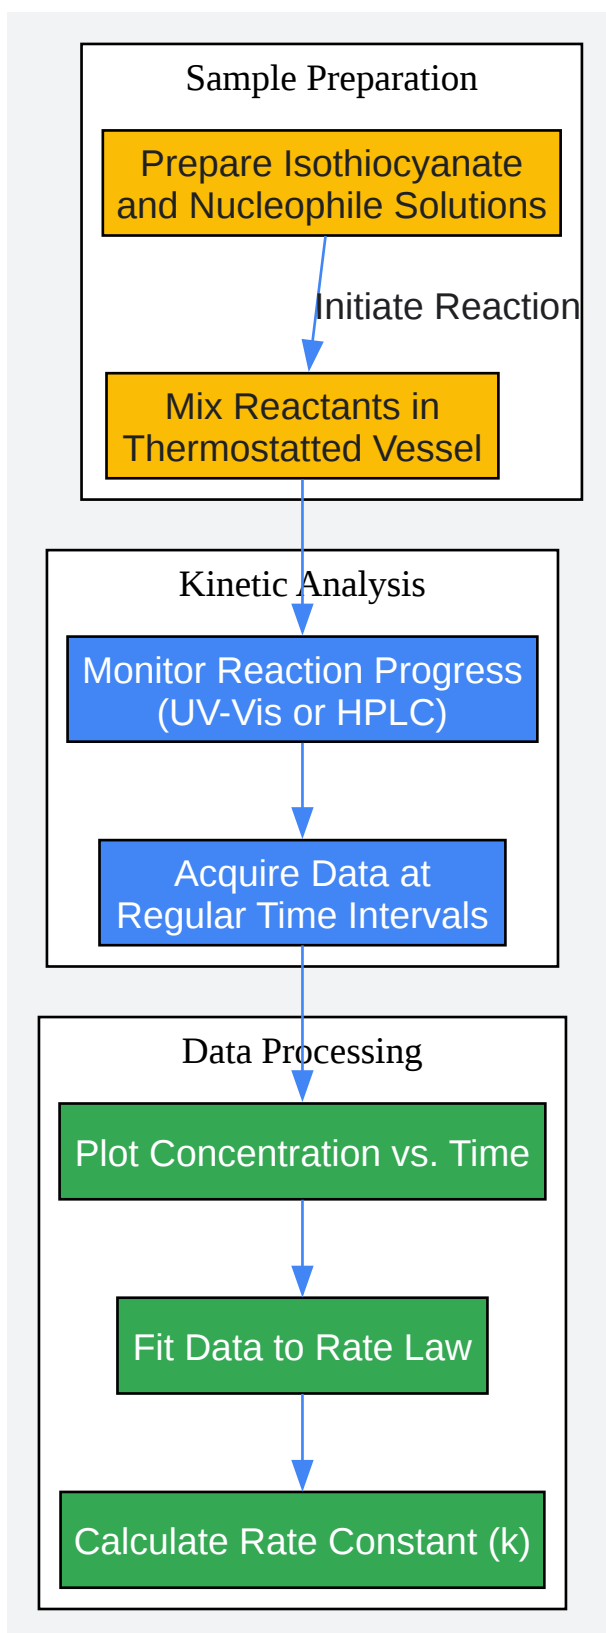 Sample Preparation
Prepare Isothiocyanate
and Nucleophile Solutions
Initiate Reaction
Mix Reactants in
Thermostatted Vessel
Kinetic Analysis
Monitor Reaction Progress
(UV-Vis or HPLC)
Acquire Data at
Regular Time Intervals
Data Processing
Plot Concentration vs. Time
Fit Data to Rate Law
Calculate Rate Constant (k)